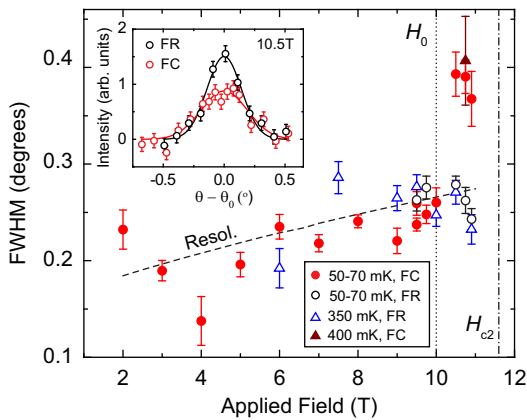 FR
FC
10.5T
Intensity (arb. units)
1.5
1
0
-0.5
0.0
0.5
θ − θ0 (°)
H0
Hc2
Resol.
50-70 mK, FC
50-70 mK, FR
350 mK, FR
400 mK, FC
FWHM (degrees)
0.4
0.3
0.2
0.1
2
4
6
8
10
12
Applied Field (T)